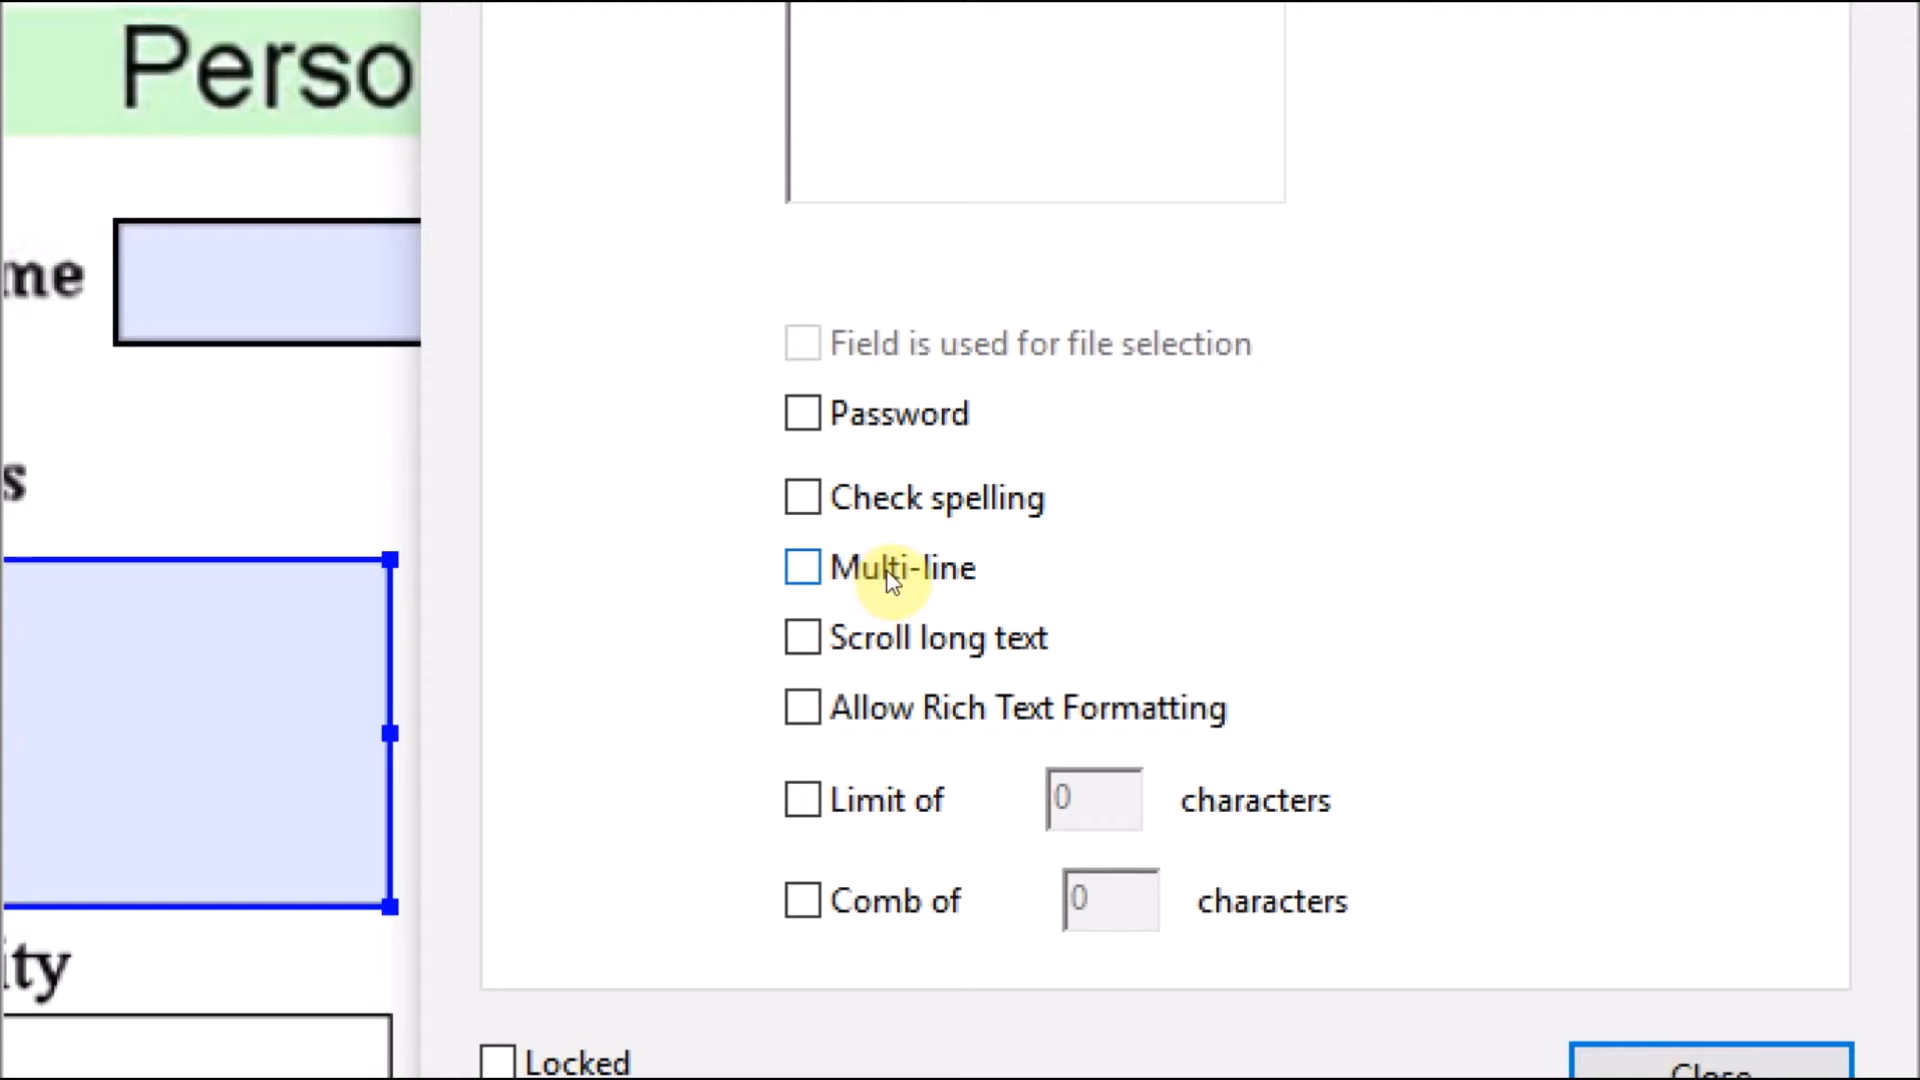 Perso
me
Field is used for file selection
Password
s
Check spelling
Multi-line
Scroll long text
Allow Rich Text Formatting
Limit of 0 characters
Comb of 0 characters
ity
Locked
Close